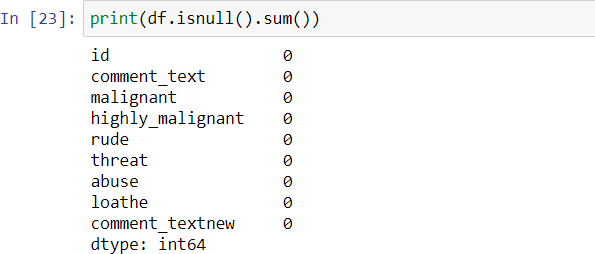 In [23]: print(df.isnull().sum())
id 0
comment_text 0
malignant 0
highly_malignant 0
rude 0
threat 0
abuse 0
loathe 0
comment_textnew 0
dtype: int64